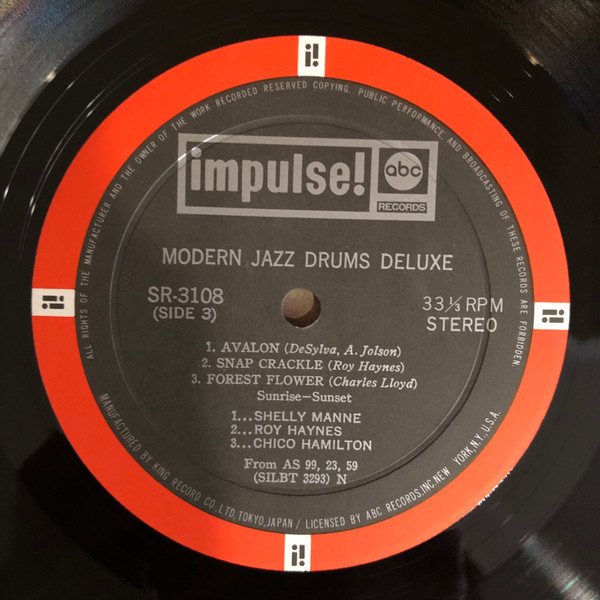 ALL RIGHTS OF THE MANUFACTURER AND THE OWNER OF THE WORK RECORDED RESERVED COPYING. PUBLIC PERFORMANCE, AND BROADCASTING OF THESE RECORDS ARE FORBIDDEN
i!
impulse!
abc
RECORDS
MODERN JAZZ DRUMS DELUXE
SR-3108
(SIDE 3)
33⅓ RPM
STEREO
i!
i!
1. AVALON (DeSylva, A. Jolson)
2. SNAP CRACKLE (Roy Haynes)
3. FOREST FLOWER (Charles Lloyd)
Sunrise—Sunset
1...SHELLY MANNE
2...ROY HAYNES
3...CHICO HAMILTON
From AS 99, 23, 59
(SILBT 3293) N
MANUFACTURED BY KING RECORD CO., LTD, TOKYO, JAPAN / LICENSED BY ABC RECORDS, INC, NEW YORK, N.Y. U.S.A.
i!